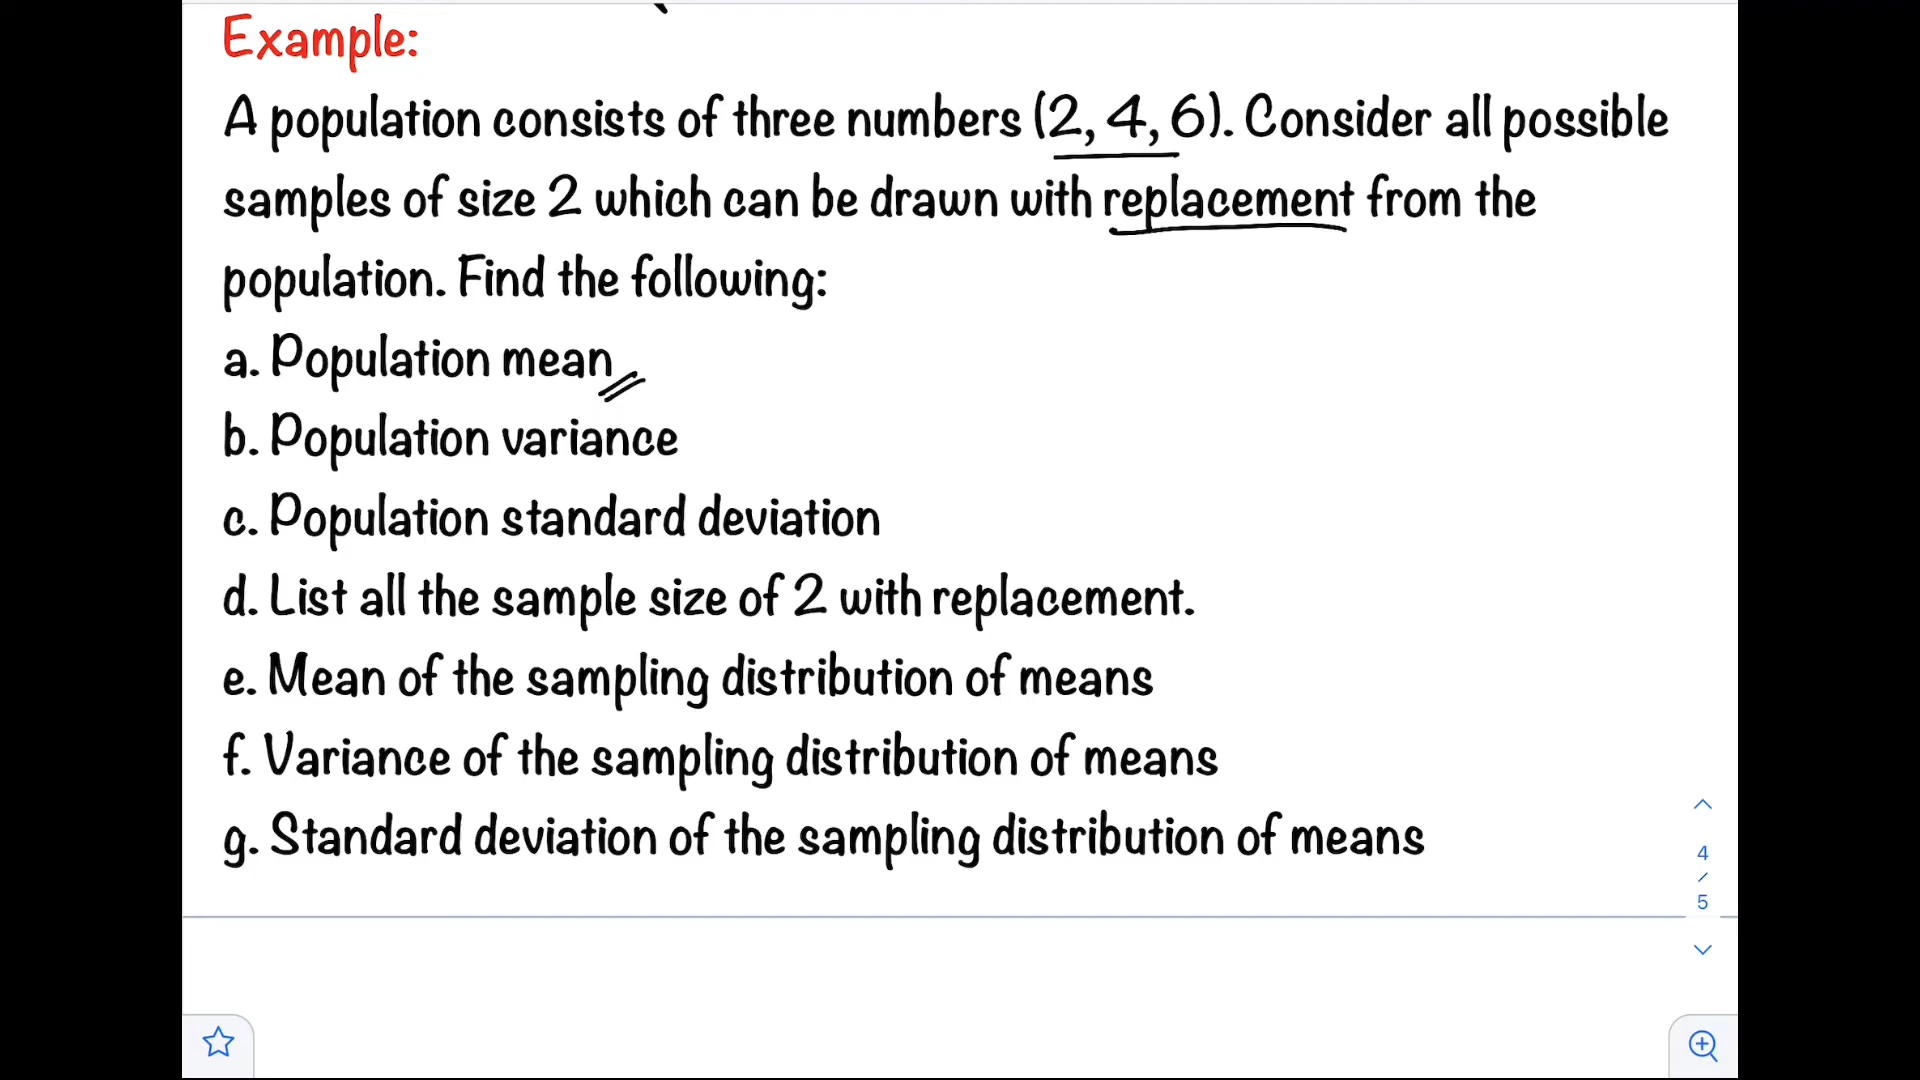 Example:
A population consists of three numbers (2, 4, 6). Consider all possible
samples of size 2 which can be drawn with replacement from the
population. Find the following:
a. Population mean
b. Population variance
c. Population standard deviation
d. List all the sample size of 2 with replacement.
e. Mean of the sampling distribution of means
f. Variance of the sampling distribution of means
g. Standard deviation of the sampling distribution of means
4
/
5